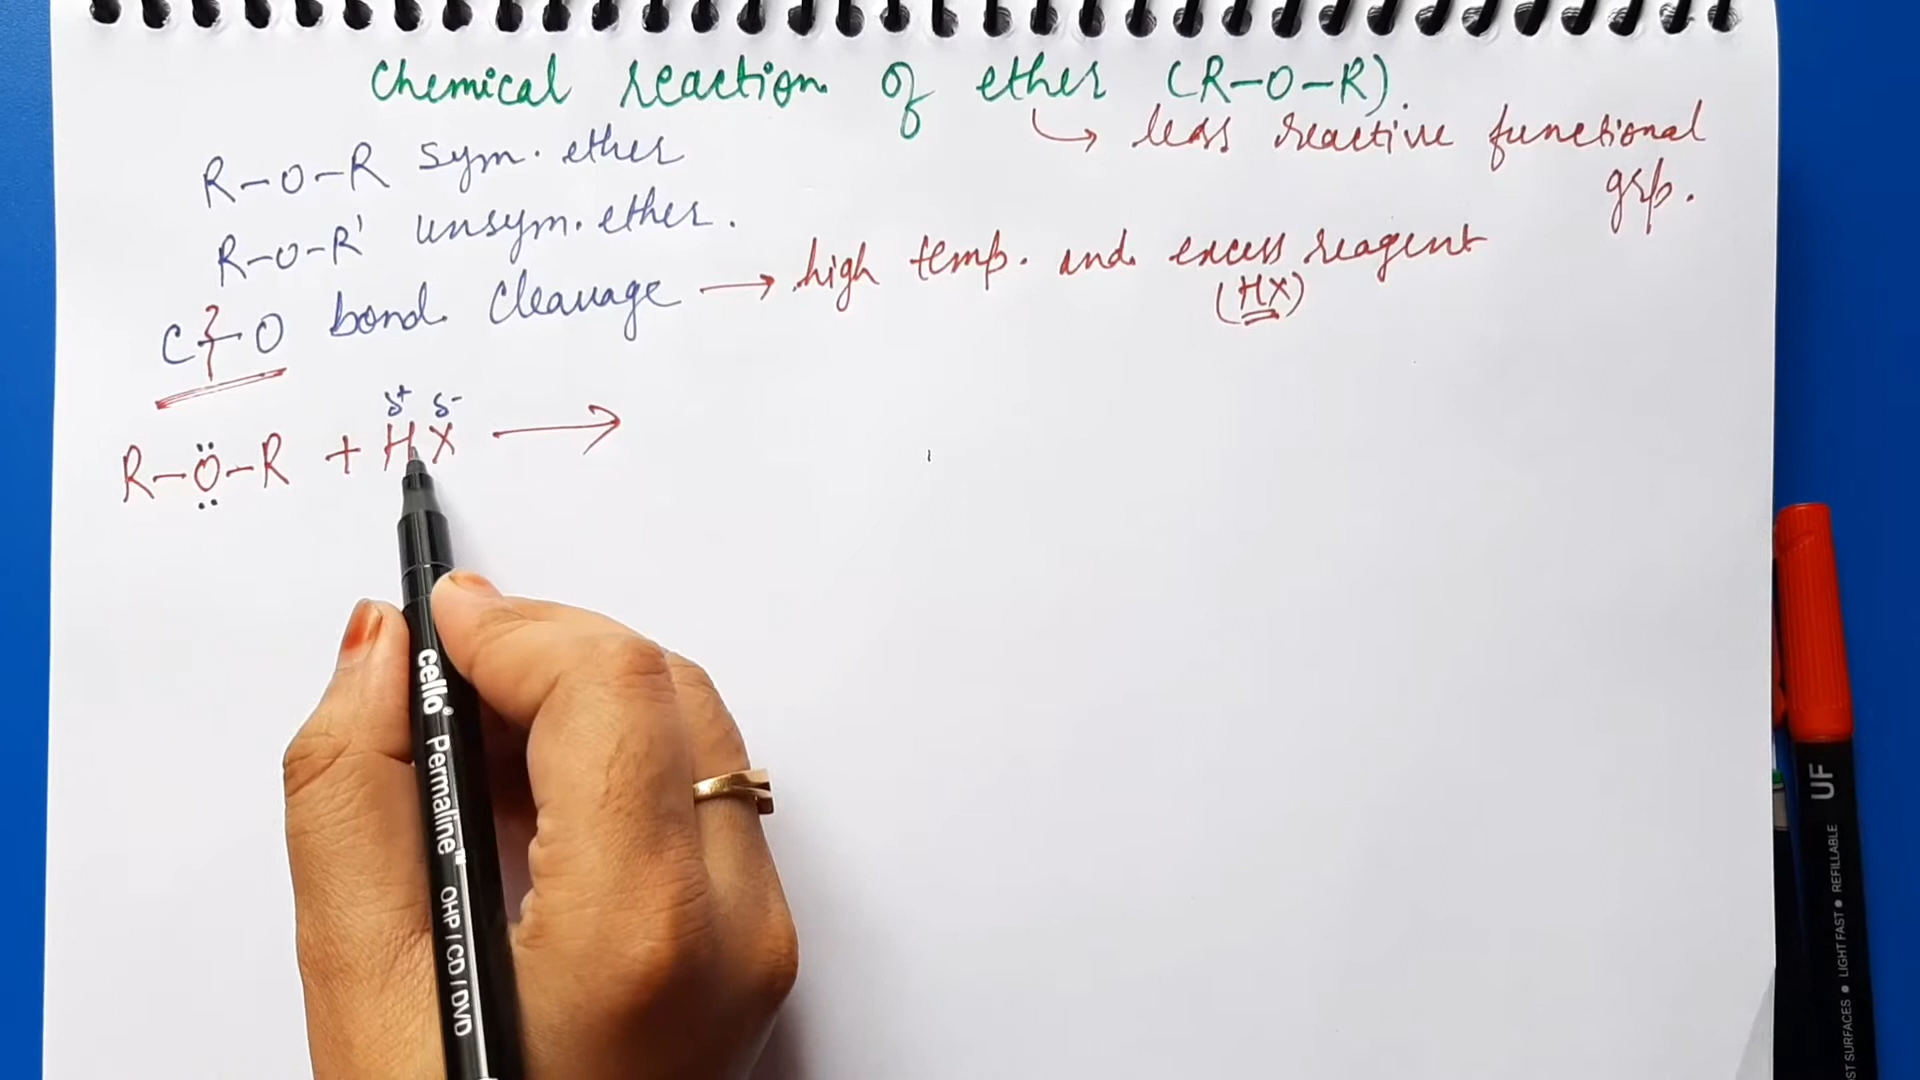 Chemical reaction of ether (R-O-R).
↳ less reactive functional
grp.
R-O-R sym. ether
R-O-R' unsym. ether.
C-O bond cleavage → high temp. and excess reagent
(HX)
δ+ δ-
R-Ö-R + HX →
cello Permaline OHP / CD / DVD
UF
SURFACES • LIGHT FAST • REFILLABLE